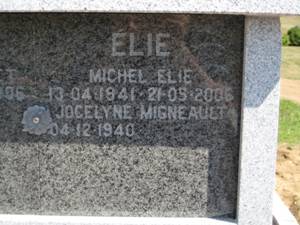 ELIE
MICHEL ELIE
13·04·1941·21·05·2006
JOCELYNE MIGNEAULT
04·12·1940